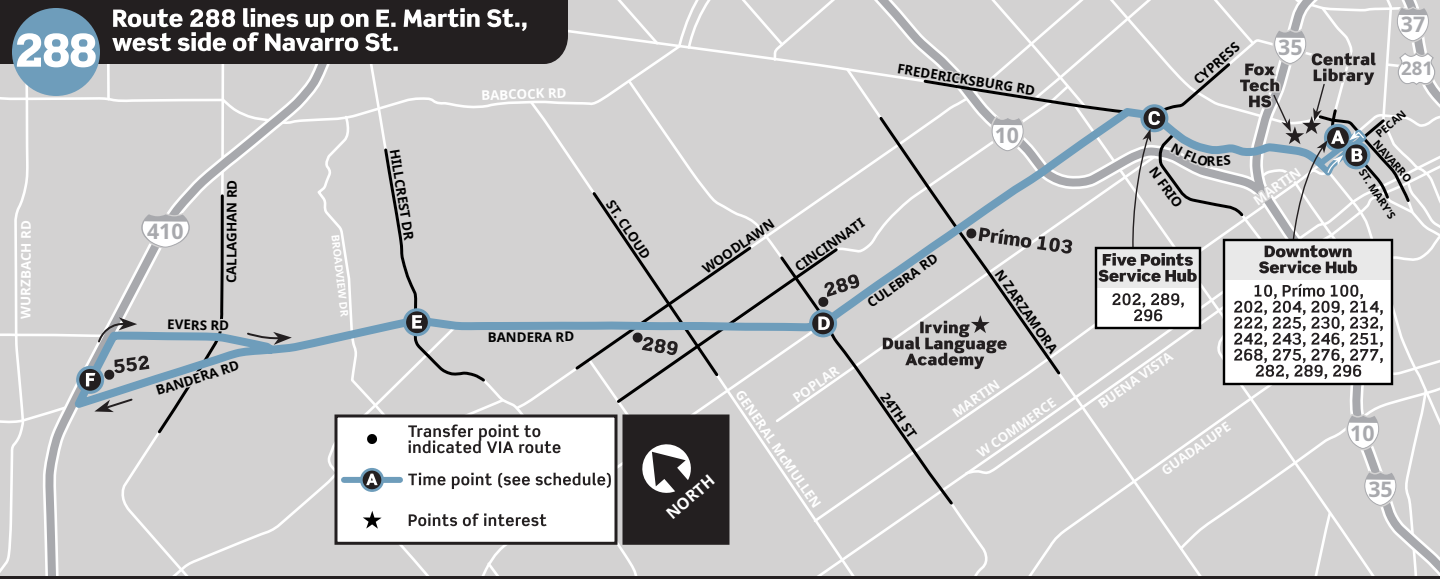 288
Route 288 lines up on E. Martin St.,
west side of Navarro St.
BABCOCK RD
FREDERICKSBURG RD
CYPRESS
35
37
281
Fox
Tech
HS
Central
Library
10
C
A
B
PECAN
NAVARRO
ST. MARY'S
N FLORES
N FRIO
MARTIN
WURZBACH RD
410
CALLAGHAN RD
BROADVIEW DR
HILLCREST DR
ST. CLOUD
WOODLAWN
CINCINNATI
Prímo 103
289
CULEBRA RD
N ZARZAMORA
Five Points
Service Hub
202, 289,
296
Downtown
Service Hub
10, Prímo 100,
202, 204, 209, 214,
222, 225, 230, 232,
242, 243, 246, 251,
268, 275, 276, 277,
282, 289, 296
EVERS RD
E
BANDERA RD
289
D
Irving
Dual Language
Academy
F
552
BANDERA RD
POPLAR
MARTIN
BUENA VISTA
W COMMERCE
GUADALUPE
GENERAL McMULLEN
24TH ST
10
35
Transfer point to
indicated VIA route
A
Time point (see schedule)
Points of interest
NORTH